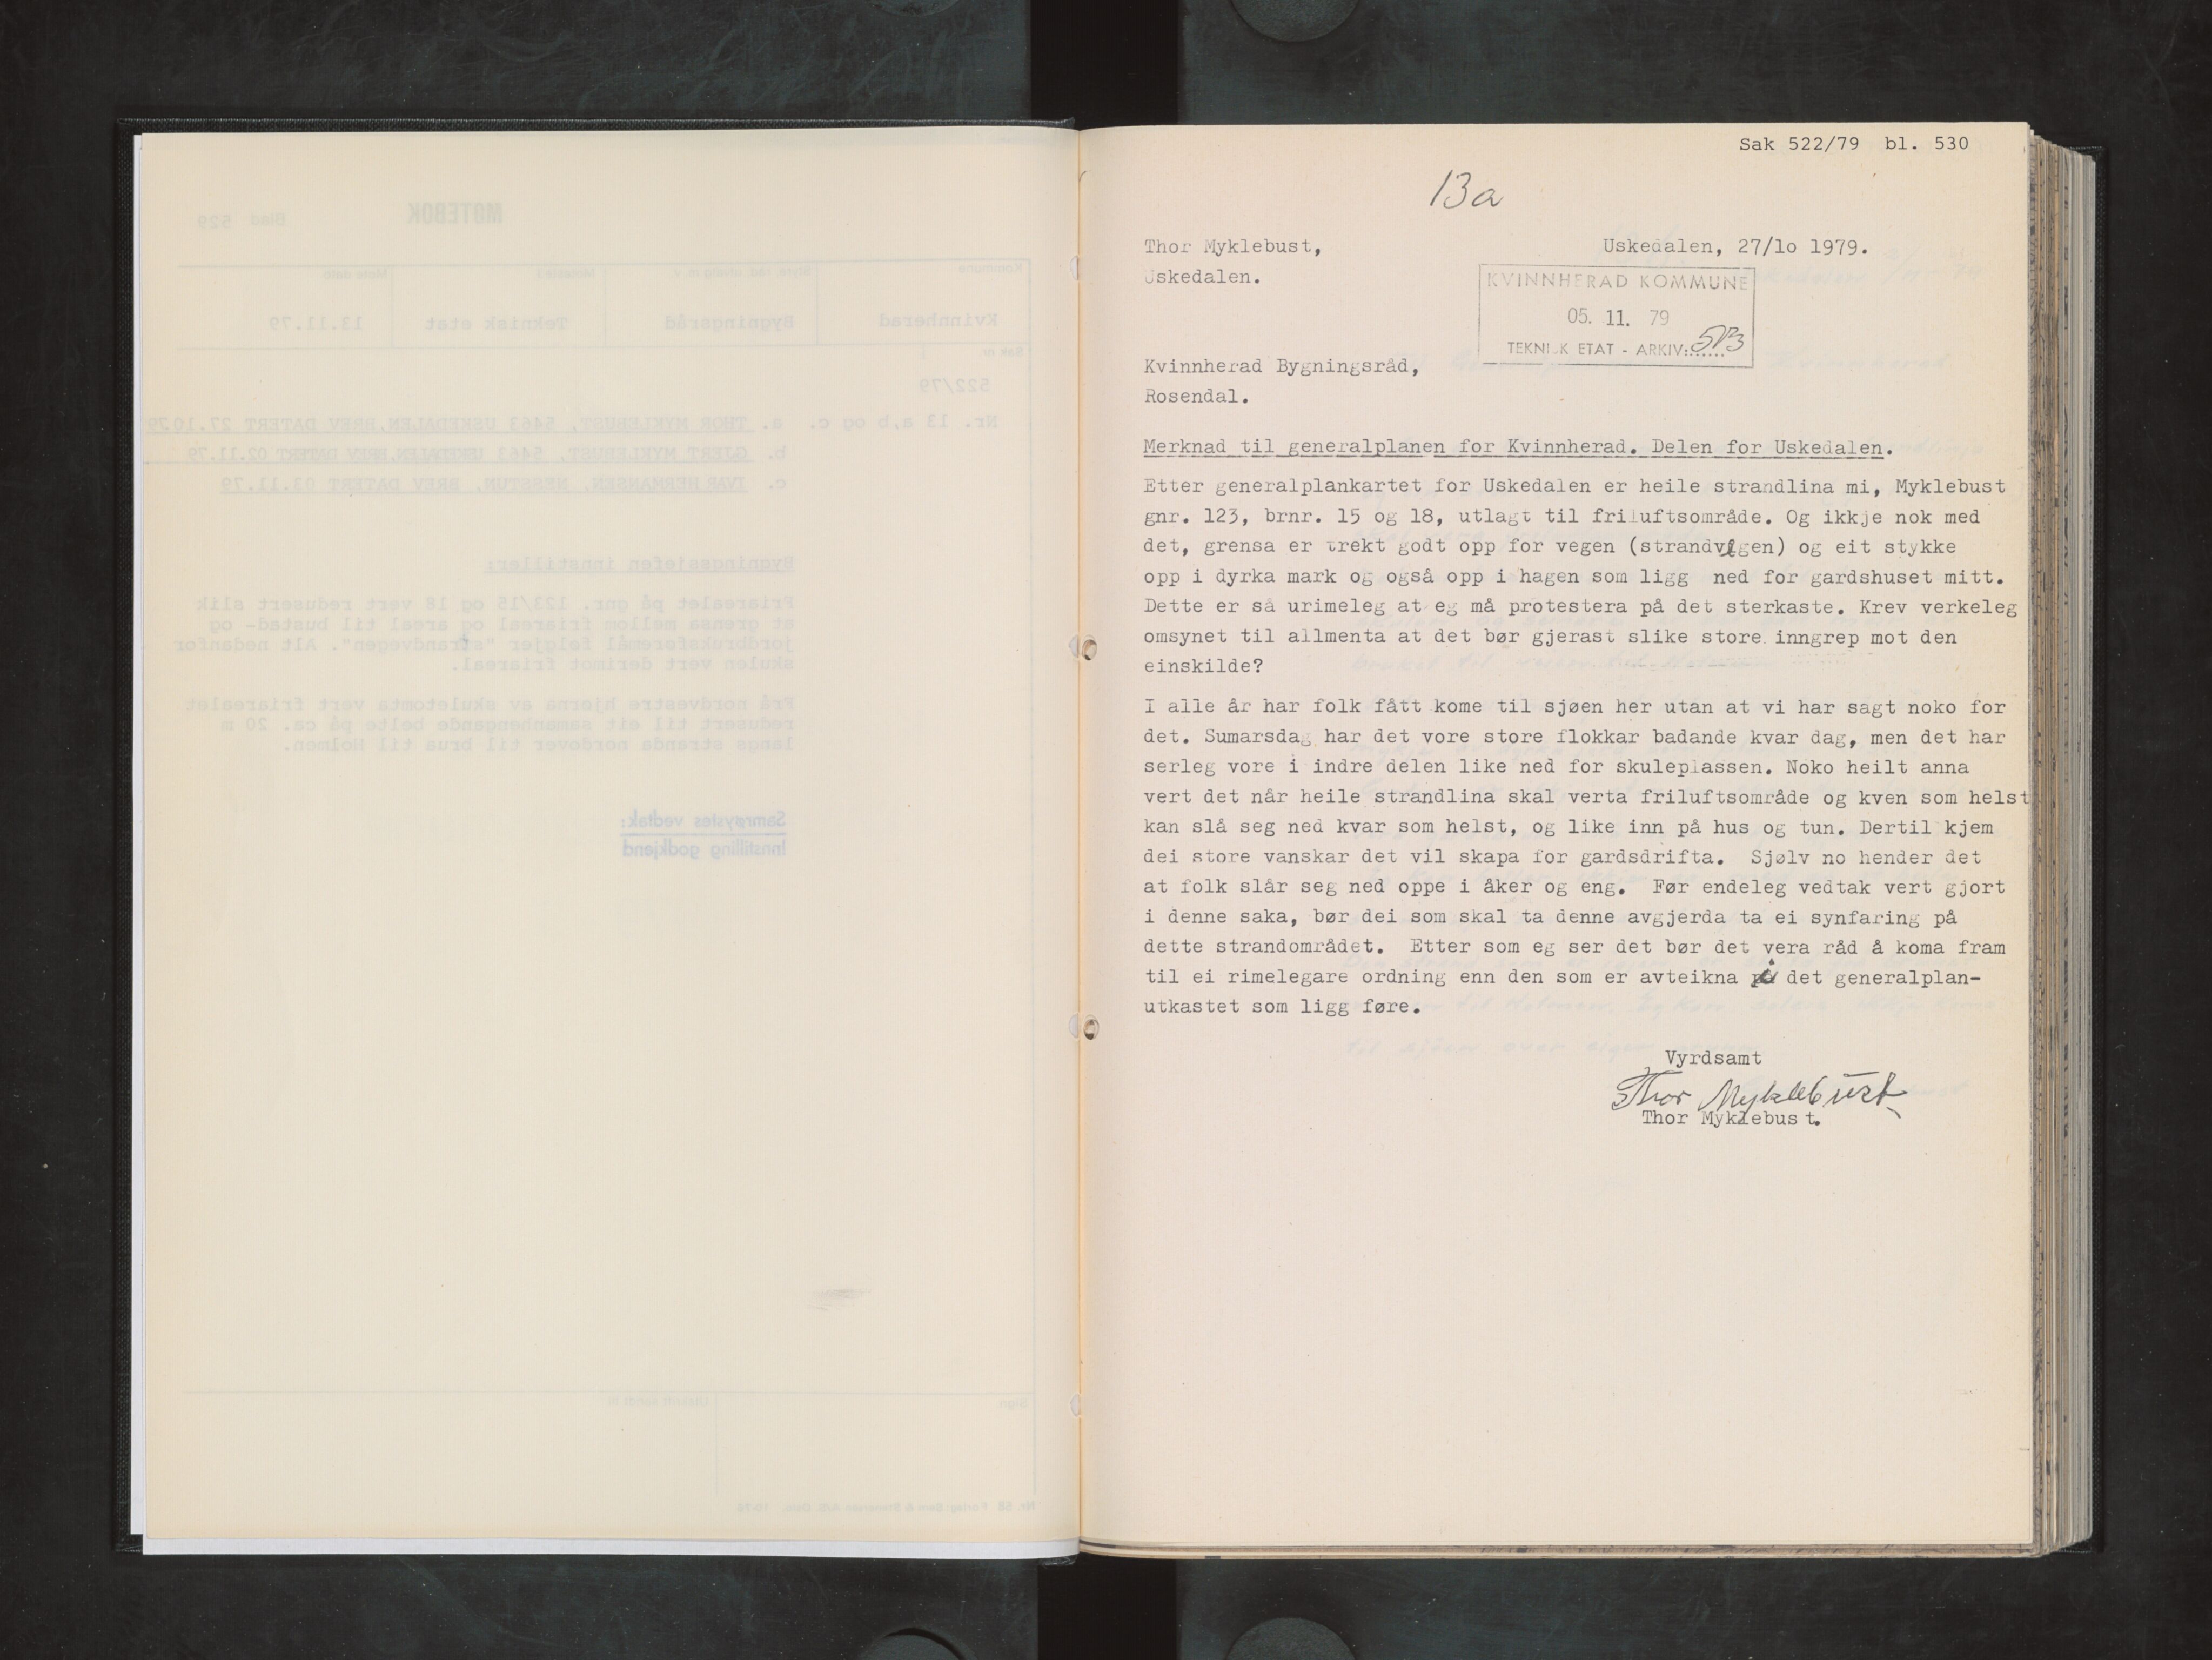 Sak 522/79 bl. 530
13a
Thor Myklebust, Uskedalen, 27/lo 1979.
Uskedalen.
KVINNHERAD KOMMUNE
05. 11. 79
TEKNISK ETAT - ARKIV: 513
Kvinnherad Bygningsråd,
Rosendal.
Merknad til generalplanen for Kvinnherad. Delen for Uskedalen.
Etter generalplankartet for Uskedalen er heile strandlina mi, Myklebust
gnr. 123, brnr. 15 og 18, utlagt til friluftsområde. Og ikkje nok med
det, grensa er trekt godt opp for vegen (strandvegen) og eit stykke
opp i dyrka mark og også opp i hagen som ligg ned for gardshuset mitt.
Dette er så urimeleg at eg må protestera på det sterkaste. Krev verkeleg
omsynet til allmenta at det bør gjerast slike store inngrep mot den
einskilde?
I alle år har folk fått kome til sjøen her utan at vi har sagt noko for
det. Sumarsdag har det vore store flokkar badande kvar dag, men det har
serleg vore i indre delen like ned for skuleplassen. Noko heilt anna
vert det når heile strandlina skal verta friluftsområde og kven som helst
kan slå seg ned kvar som helst, og like inn på hus og tun. Dertil kjem
dei store vanskar det vil skapa for gardsdrifta. Sjølv no hender det
at folk slår seg ned oppe i åker og eng. Før endeleg vedtak vert gjort
i denne saka, bør dei som skal ta denne avgjerda ta ei synfaring på
dette strandområdet. Etter som eg ser det bør det vera råd å koma fram
til ei rimelegare ordning enn den som er avteikna på det generalplan-
utkastet som ligg føre.
Vyrdsamt
Thor Myklebust
Thor Myklebust.